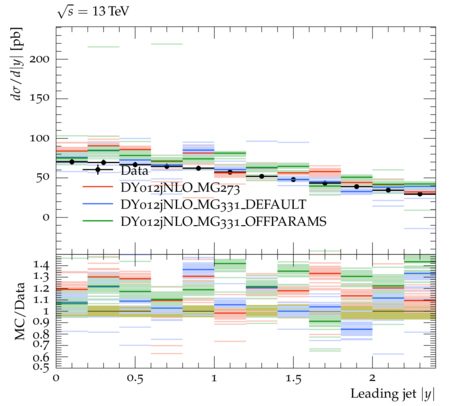 √s = 13 TeV
dσ/d|y| [pb]
200
150
100
50
0
Data
DY012jNLO_MG273
DY012jNLO_MG331_DEFAULT
DY012jNLO_MG331_OFFPARAMS
MC/Data
1.4
1.3
1.2
1.1
1
0.9
0.8
0.7
0.6
0.5
0 0.5 1 1.5 2
Leading jet |y|